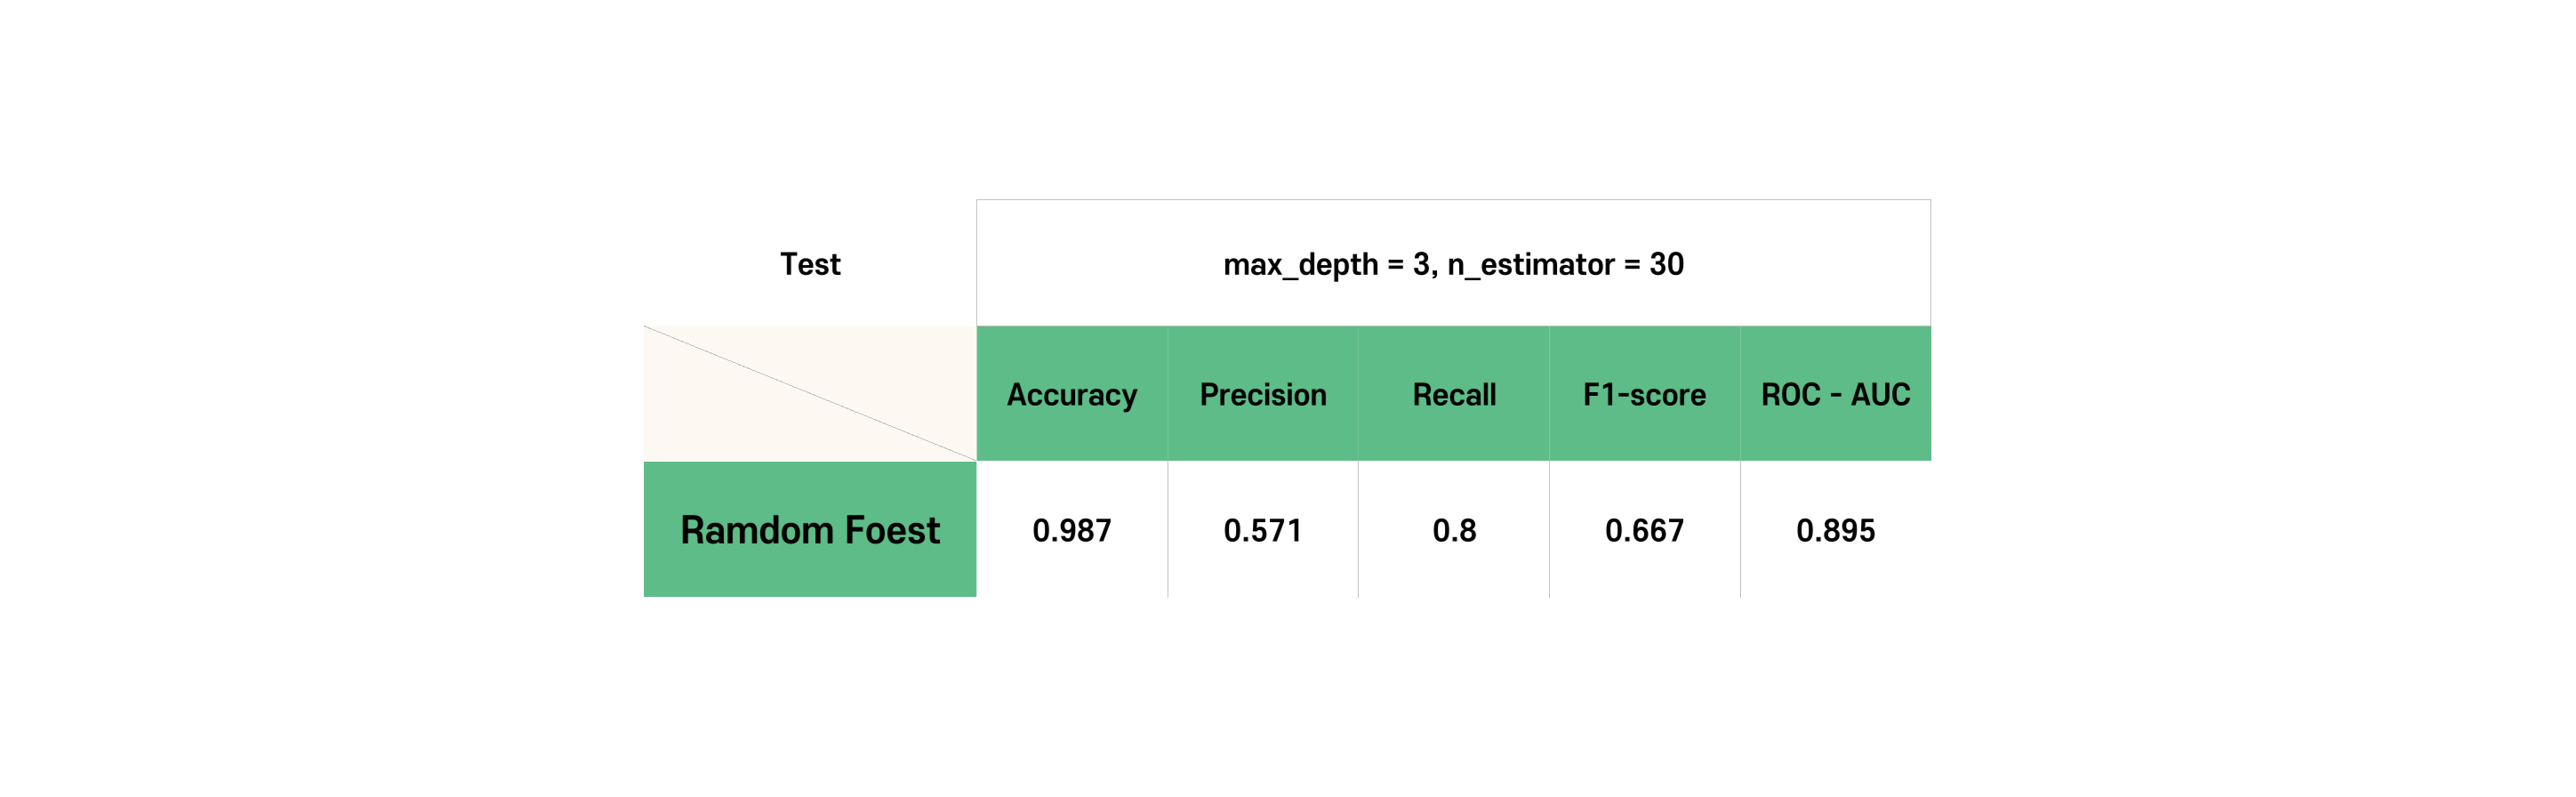 Test
max_depth = 3, n_estimator = 30
Accuracy
Precision
Recall
F1-score
ROC - AUC
Ramdom Foest
0.987
0.571
0.8
0.667
0.895